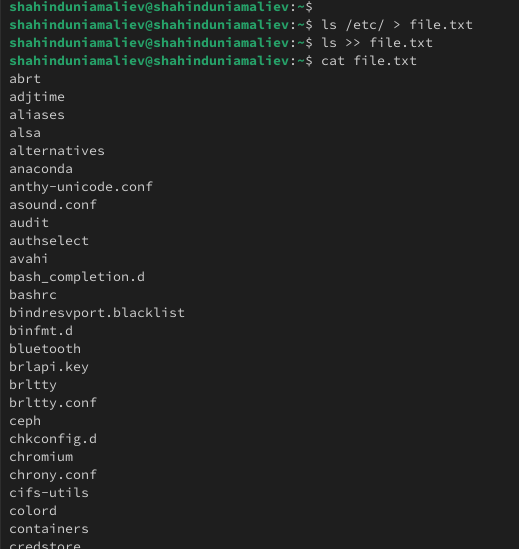 shahinduniamaliev@shahinduniamaliev:~$
shahinduniamaliev@shahinduniamaliev:~$ ls /etc/ > file.txt
shahinduniamaliev@shahinduniamaliev:~$ ls >> file.txt
shahinduniamaliev@shahinduniamaliev:~$ cat file.txt
abrt
adjtime
aliases
alsa
alternatives
anaconda
anthy-unicode.conf
asound.conf
audit
authselect
avahi
bash_completion.d
bashrc
bindresvport.blacklist
binfmt.d
bluetooth
brlapi.key
brltty
brltty.conf
ceph
chkconfig.d
chromium
chrony.conf
cifs-utils
colord
containers
credstore